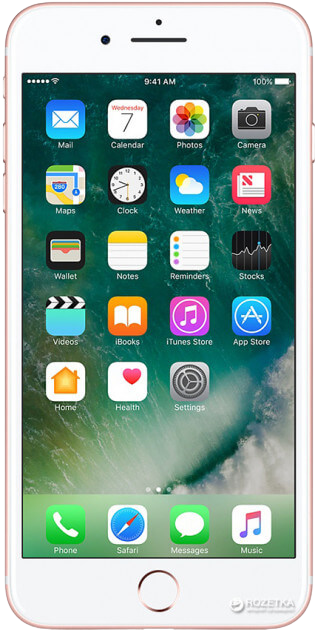 9:41 AM 100%
Wednesday
7
280
Mail Calendar Photos Camera
Maps Clock Weather News
Wallet Notes Reminders Stocks
Videos iBooks iTunes Store App Store
Home Health Settings
Phone Safari Messages Music
ROZETKA